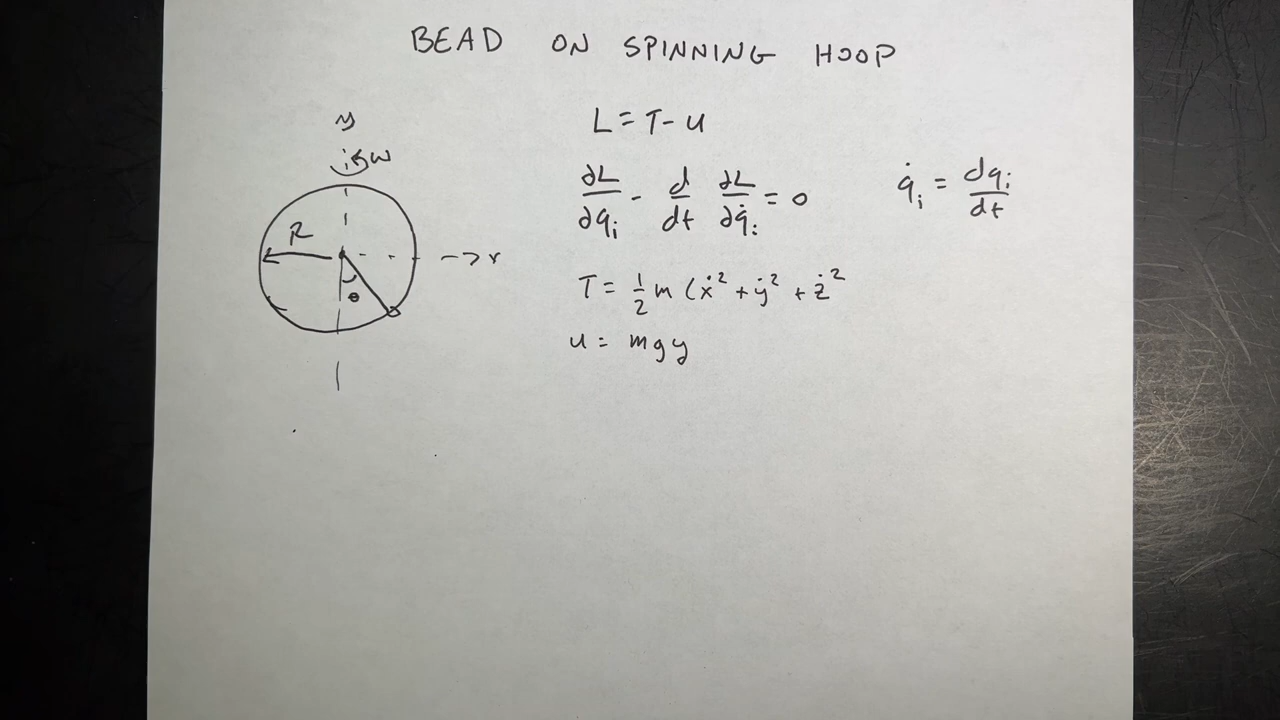 BEAD ON SPINNING HOOP
y
ω
R
θ
→ x
L = T - U
∂L/∂q_i - d/dt ∂L/∂q̇_i = 0
q̇_i = dq_i/dt
T = 1/2 m (ẋ² + ẏ² + ż²
U = mgy